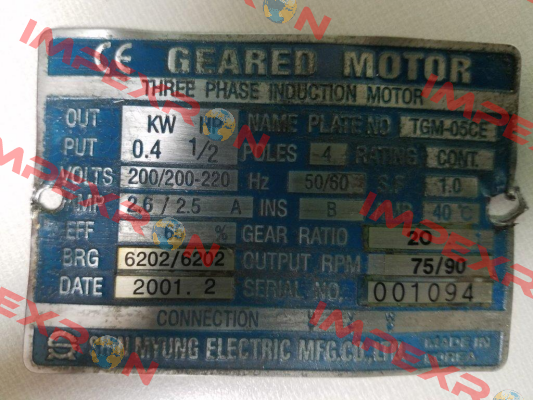 CE GEARED MOTOR
THREE PHASE INDUCTION MOTOR
OUT PUT KW HP NAME PLATE NO TGM-05CE
0.4 1/2 POLES 4 RATING CONT.
VOLTS 200/200-220 Hz 50/60 S.F 1.0
AMP 2.6 / 2.5 A INS B 40℃
EFF 65 % GEAR RATIO 20
BRG 6202/6202 OUTPUT RPM 75/90
DATE 2001. 2 SERIAL NO. 001094
CONNECTION
MYUNG ELECTRIC MFG.CO.,LTD. MADE IN KOREA
IMPEXRON